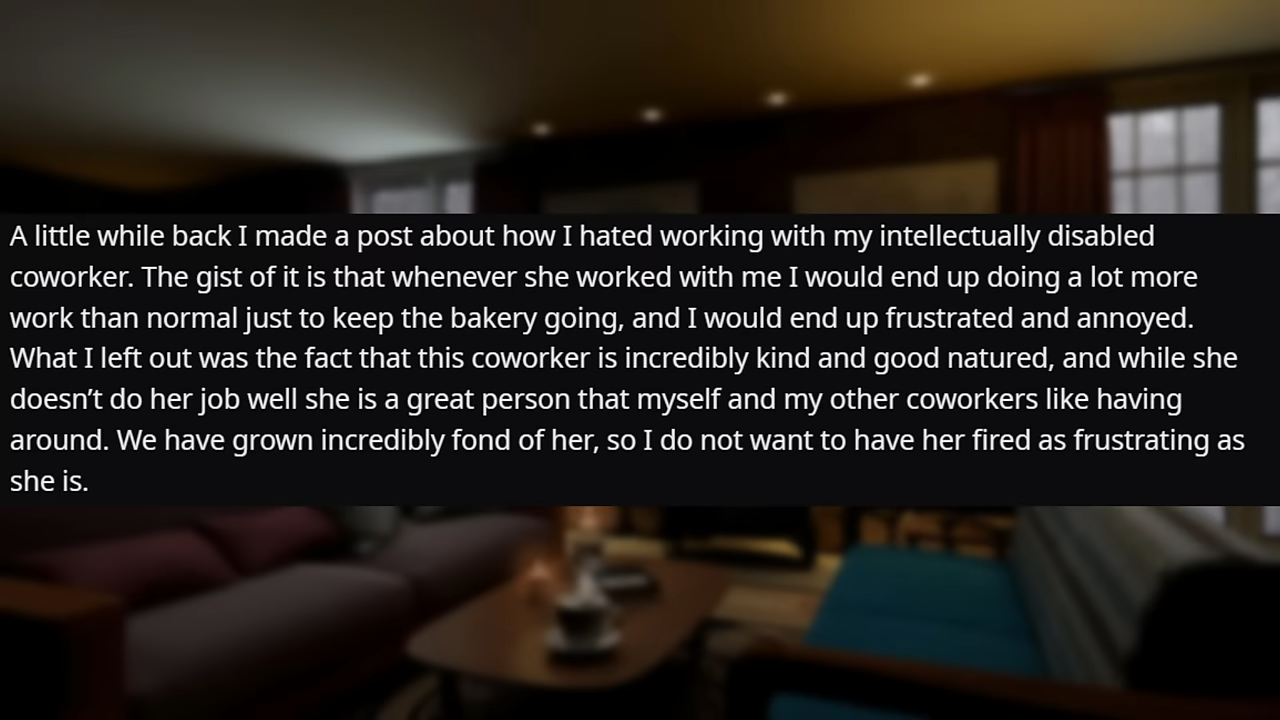 A little while back I made a post about how I hated working with my intellectually disabled
coworker. The gist of it is that whenever she worked with me I would end up doing a lot more
work than normal just to keep the bakery going, and I would end up frustrated and annoyed.
What I left out was the fact that this coworker is incredibly kind and good natured, and while she
doesn’t do her job well she is a great person that myself and my other coworkers like having
around. We have grown incredibly fond of her, so I do not want to have her fired as frustrating as
she is.